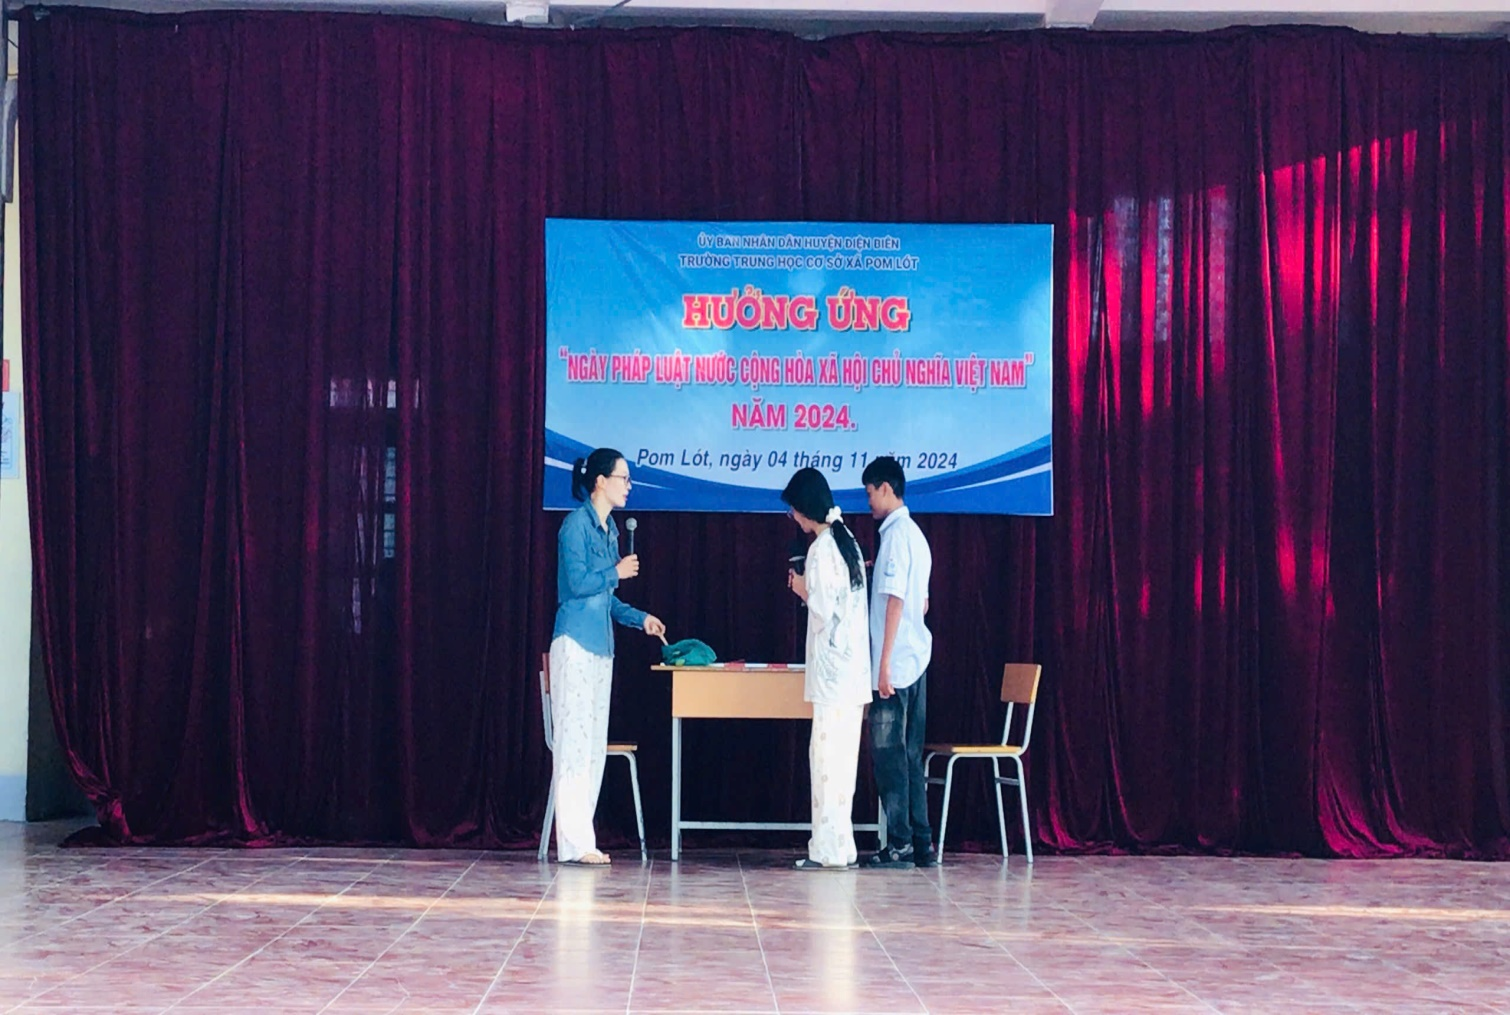 ỦY BAN NHÂN DÂN HUYỆN ĐIỆN BIÊN
TRƯỜNG TRUNG HỌC CƠ SỞ XÃ POM LÓT
HƯỞNG ỨNG
"NGÀY PHÁP LUẬT NƯỚC CỘNG HÒA XÃ HỘI CHỦ NGHĨA VIỆT NAM"
NĂM 2024.
Pom Lót, ngày 04 tháng 11 năm 2024